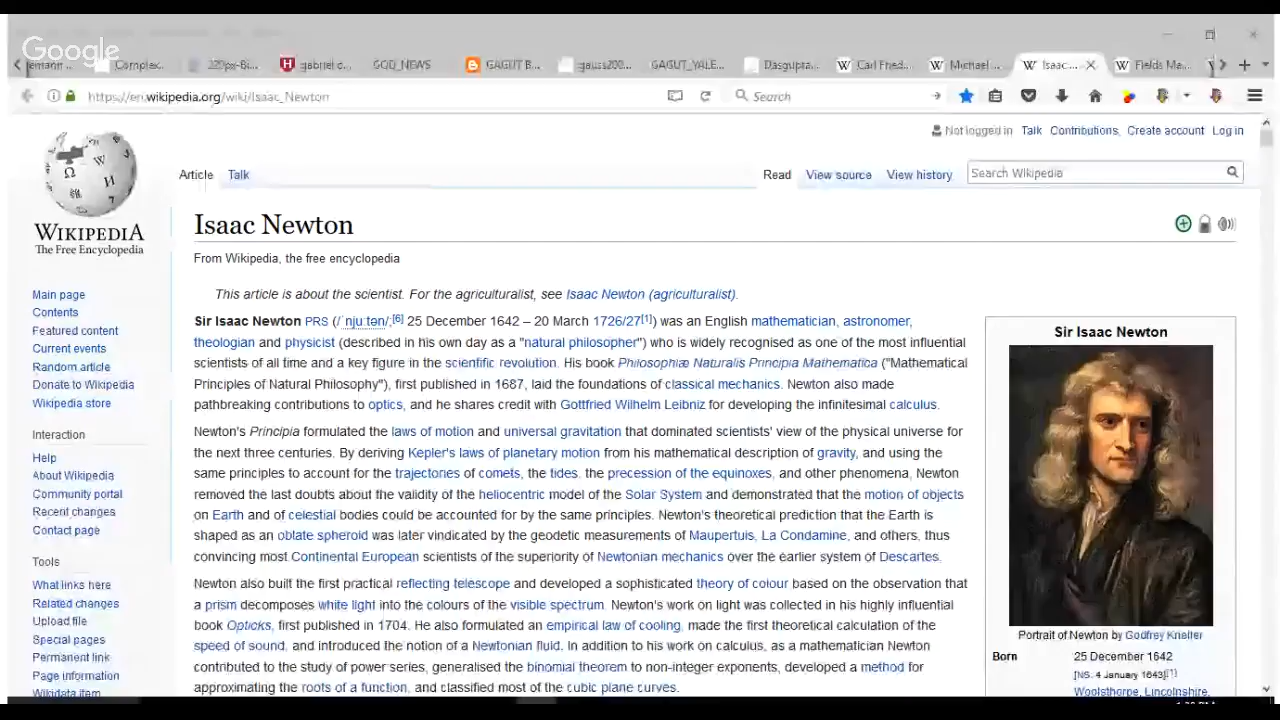 Google
Complex...
220px-Bi...
gabriel c...
GOD_NEWS
GAGUT B...
gauss200...
GAGUT_YALE...
Dasgupta...
Carl Fried...
Michael ...
Isaac...
Fields Ma...
https://en.wikipedia.org/wiki/Isaac_Newton
Search
Not logged in Talk Contributions Create account Log in
Article Talk Read View source View history Search Wikipedia
WIKIPEDIA
The Free Encyclopedia
Main page
Contents
Featured content
Current events
Random article
Donate to Wikipedia
Wikipedia store
Interaction
Help
About Wikipedia
Community portal
Recent changes
Contact page
Tools
What links here
Related changes
Upload file
Special pages
Permanent link
Page information
Wikidata item
Isaac Newton
From Wikipedia, the free encyclopedia
This article is about the scientist. For the agriculturalist, see Isaac Newton (agriculturalist).
Sir Isaac Newton PRS (/ˈnjuːtən/;[6] 25 December 1642 – 20 March 1726/27[1]) was an English mathematician, astronomer,
theologian and physicist (described in his own day as a "natural philosopher") who is widely recognised as one of the most influential
scientists of all time and a key figure in the scientific revolution. His book Philosophiæ Naturalis Principia Mathematica ("Mathematical
Principles of Natural Philosophy"), first published in 1687, laid the foundations of classical mechanics. Newton also made
pathbreaking contributions to optics, and he shares credit with Gottfried Wilhelm Leibniz for developing the infinitesimal calculus.
Newton's Principia formulated the laws of motion and universal gravitation that dominated scientists' view of the physical universe for
the next three centuries. By deriving Kepler's laws of planetary motion from his mathematical description of gravity, and using the
same principles to account for the trajectories of comets, the tides, the precession of the equinoxes, and other phenomena, Newton
removed the last doubts about the validity of the heliocentric model of the Solar System and demonstrated that the motion of objects
on Earth and of celestial bodies could be accounted for by the same principles. Newton's theoretical prediction that the Earth is
shaped as an oblate spheroid was later vindicated by the geodetic measurements of Maupertuis, La Condamine, and others, thus
convincing most Continental European scientists of the superiority of Newtonian mechanics over the earlier system of Descartes.
Newton also built the first practical reflecting telescope and developed a sophisticated theory of colour based on the observation that
a prism decomposes white light into the colours of the visible spectrum. Newton's work on light was collected in his highly influential
book Opticks, first published in 1704. He also formulated an empirical law of cooling, made the first theoretical calculation of the
speed of sound, and introduced the notion of a Newtonian fluid. In addition to his work on calculus, as a mathematician Newton
contributed to the study of power series, generalised the binomial theorem to non-integer exponents, developed a method for
approximating the roots of a function, and classified most of the cubic plane curves.
Sir Isaac Newton
Portrait of Newton by Godfrey Kneller
Born 25 December 1642
[NS: 4 January 1643][1]
Woolsthorpe, Lincolnshire,